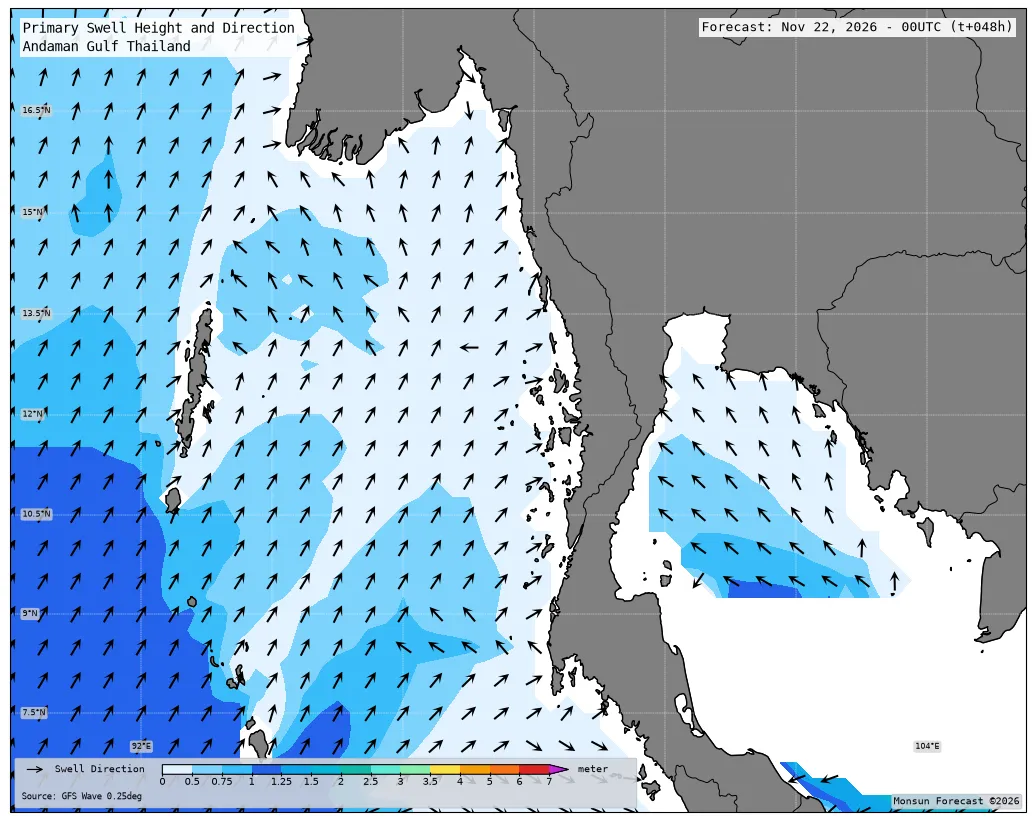 Primary Swell Height and Direction
Andaman Gulf Thailand
Forecast: Nov 22, 2026 - 00UTC (t+048h)
16.5°N
15°N
13.5°N
12°N
10.5°N
9°N
7.5°N
92°E
104°E
Swell Direction
0 0.5 0.75 1 1.25 1.5 2 2.5 3 3.5 4 5 6 7
meter
Source: GFS Wave 0.25deg
Monsun Forecast ©2026